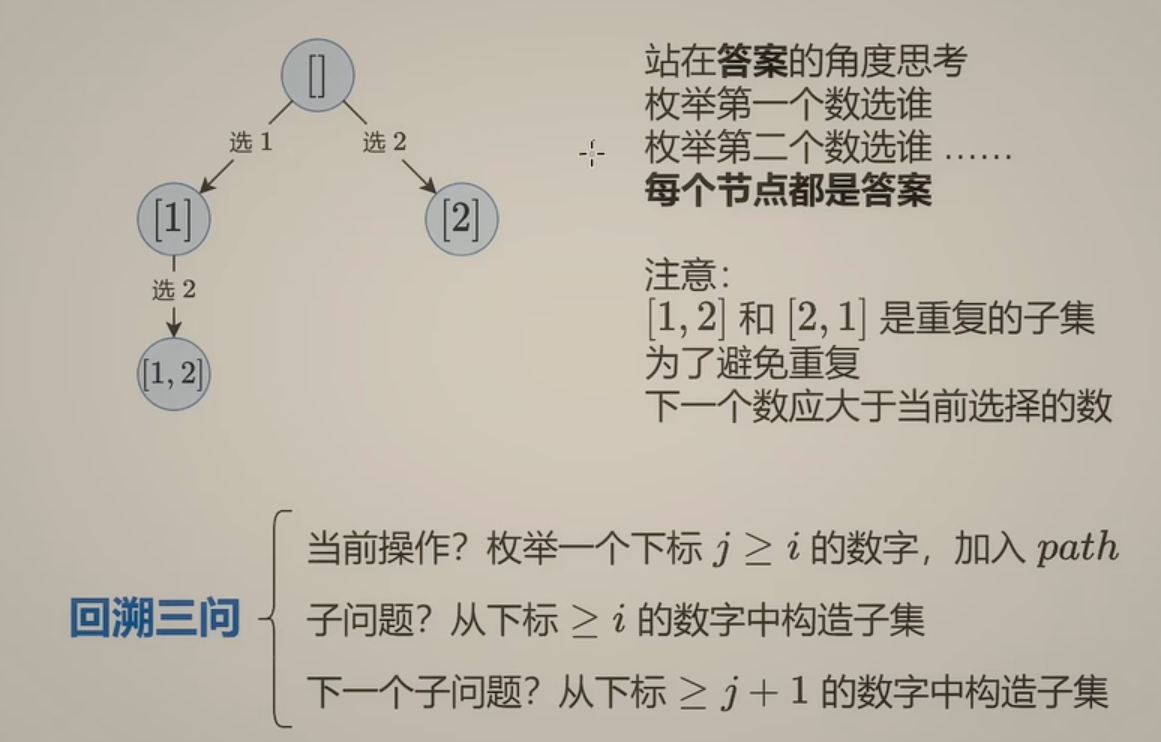 []
选 1
选 2
[1]
[2]
选 2
[1, 2]
站在答案的角度思考
枚举第一个数选谁
枚举第二个数选谁 ......
每个节点都是答案
注意：
[1, 2] 和 [2, 1] 是重复的子集
为了避免重复
下一个数应大于当前选择的数
回溯三问
当前操作？枚举一个下标 j ≥ i 的数字，加入 path
子问题？从下标 ≥ i 的数字中构造子集
下一个子问题？从下标 ≥ j + 1 的数字中构造子集